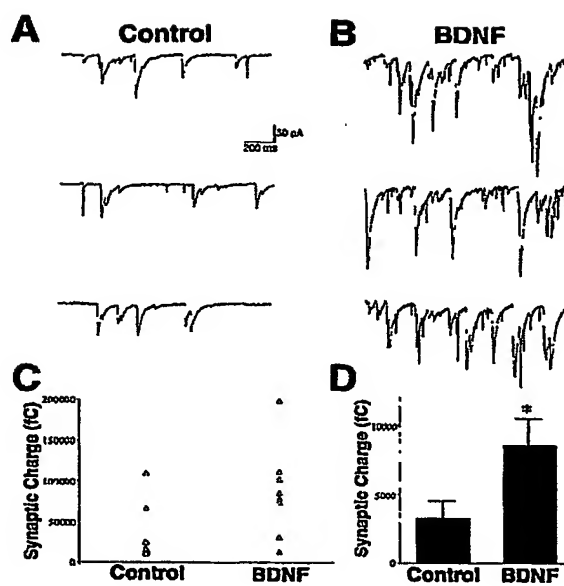 A
Control
B
BDNF
pA
200 ms
C
Synaptic Charge (fC)
200000
150000
100000
50000
0
Control
BDNF
D
Synaptic Charge (fC)
10000
5000
0
*
Control
BDNF